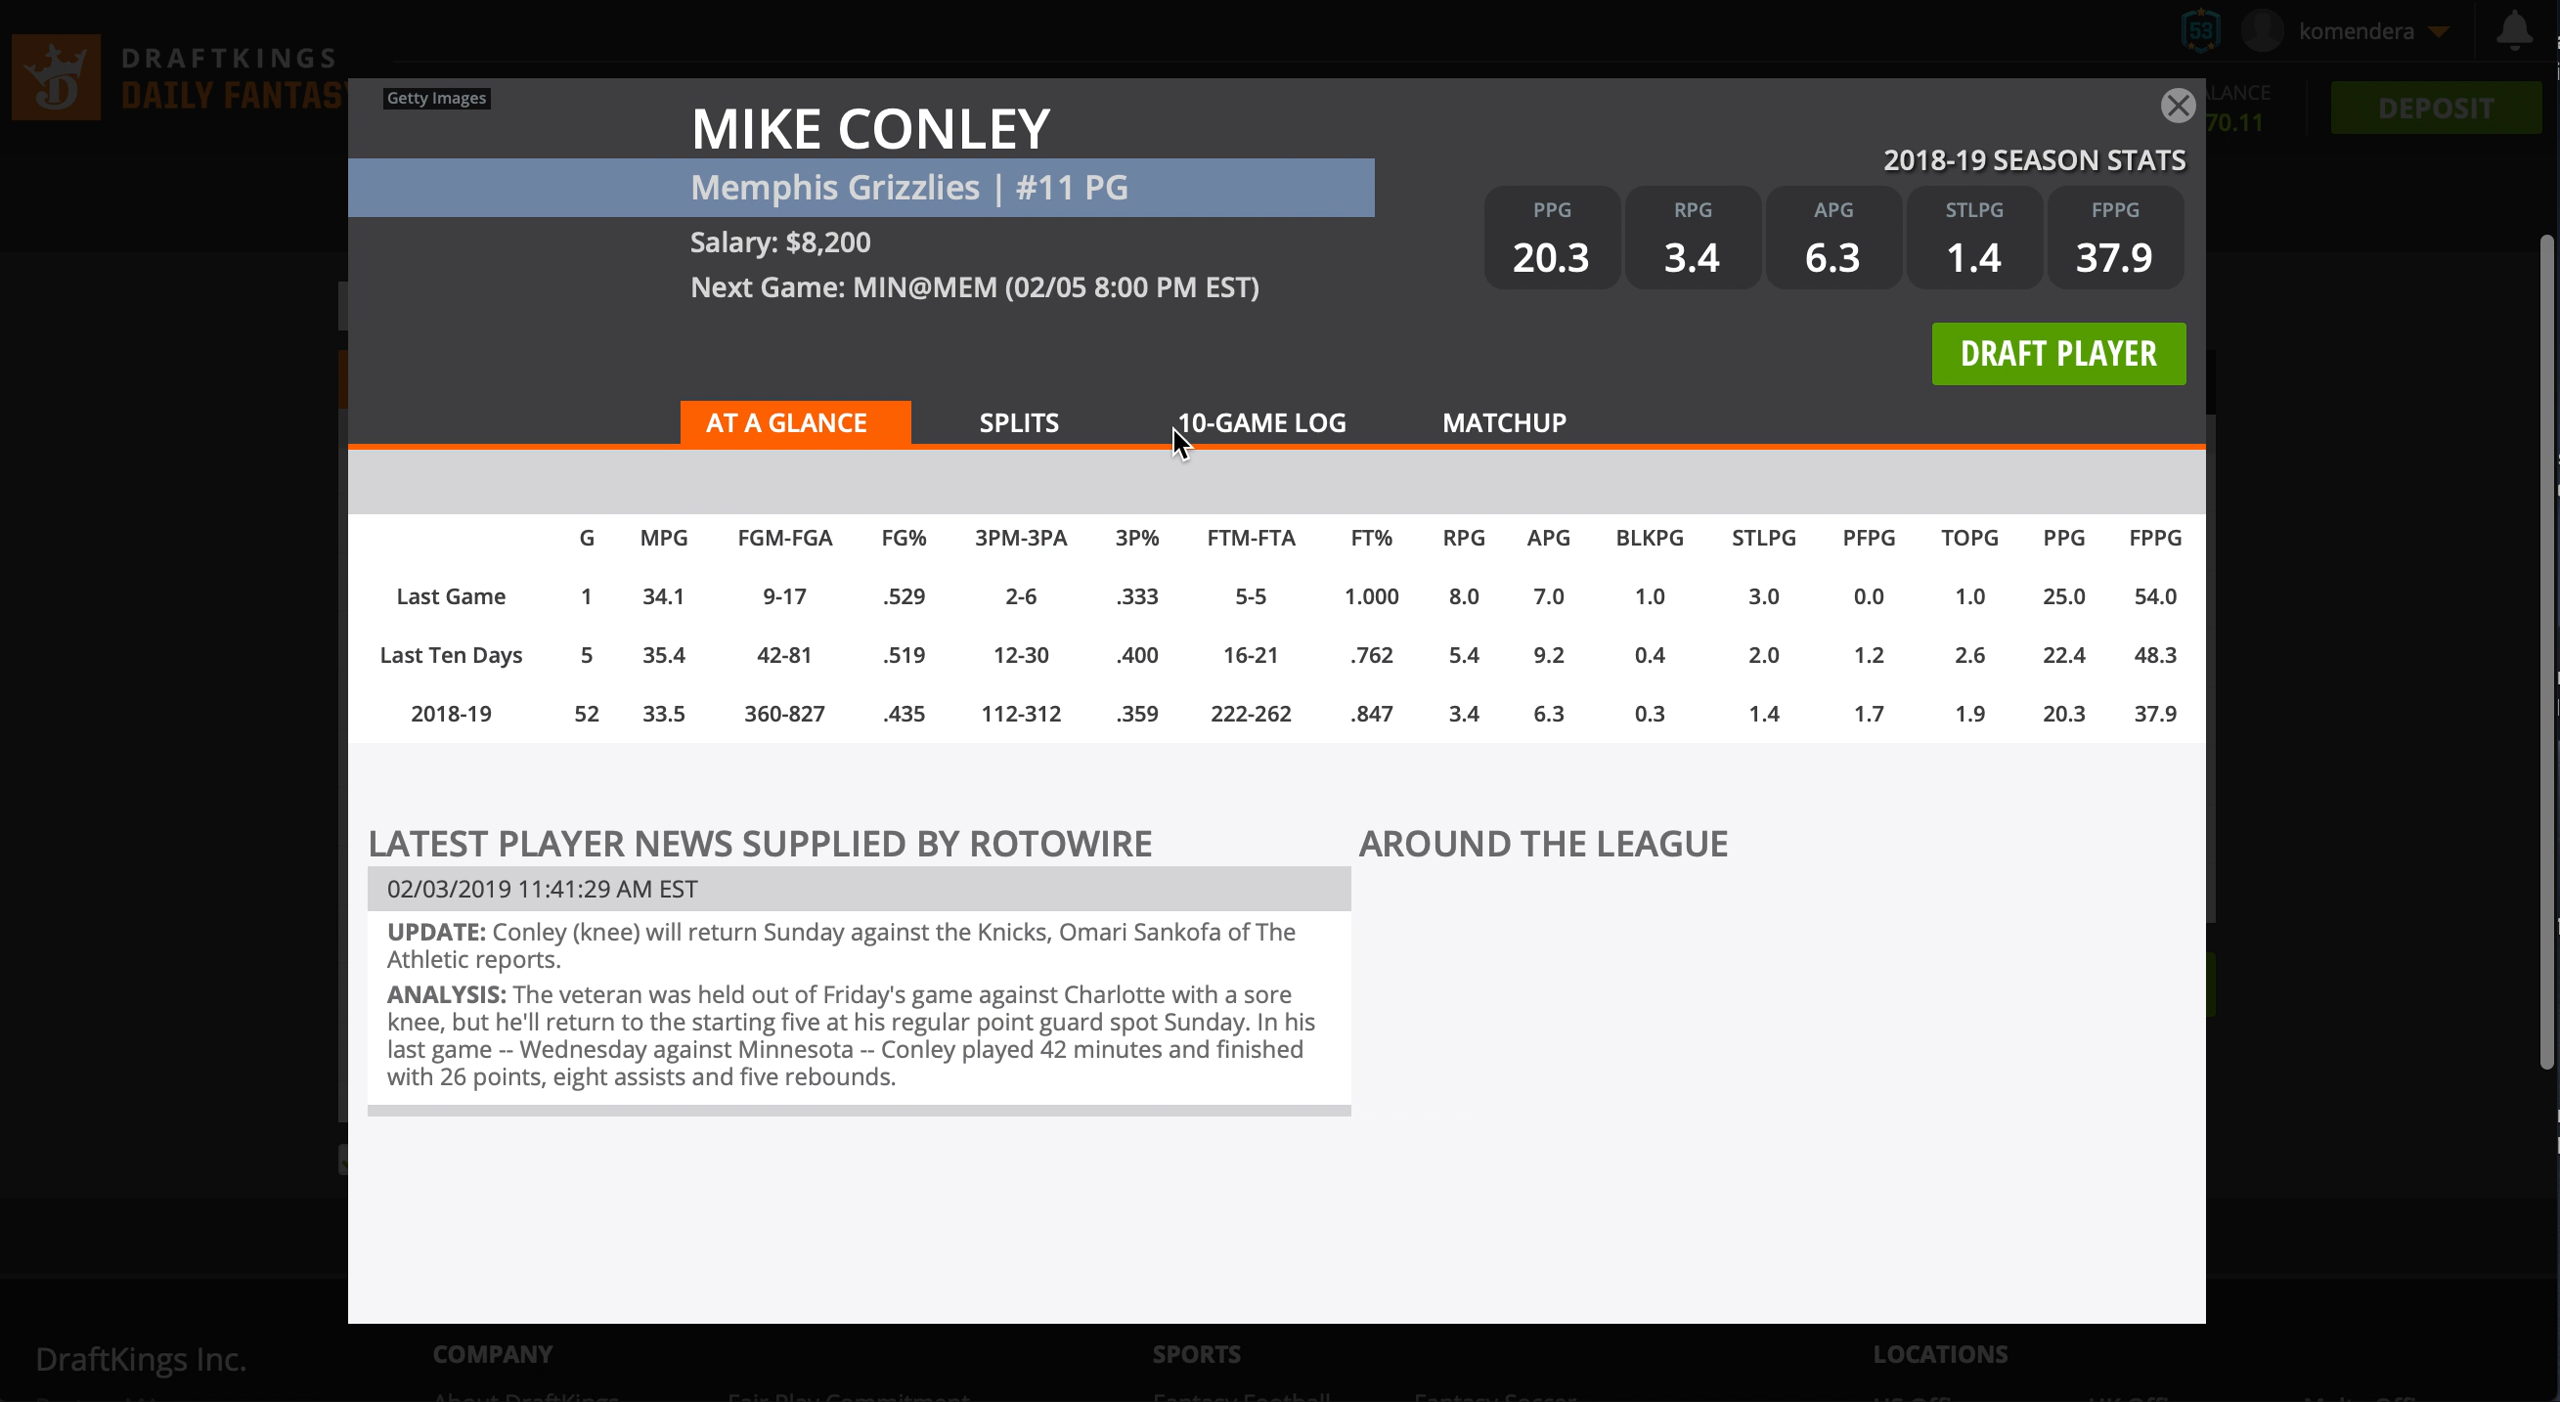 DRAFTKINGS
DAILY FANTAS
53
komendera
LANCE
70.11
DEPOSIT
Getty Images
MIKE CONLEY
Memphis Grizzlies | #11 PG
Salary: $8,200
Next Game: MIN@MEM (02/05 8:00 PM EST)
2018-19 SEASON STATS
PPG RPG APG STLPG FPPG
20.3 3.4 6.3 1.4 37.9
DRAFT PLAYER
AT A GLANCE SPLITS 10-GAME LOG MATCHUP
G MPG FGM-FGA FG% 3PM-3PA 3P% FTM-FTA FT% RPG APG BLKPG STLPG PFPG TOPG PPG FPPG
Last Game 1 34.1 9-17 .529 2-6 .333 5-5 1.000 8.0 7.0 1.0 3.0 0.0 1.0 25.0 54.0
Last Ten Days 5 35.4 42-81 .519 12-30 .400 16-21 .762 5.4 9.2 0.4 2.0 1.2 2.6 22.4 48.3
2018-19 52 33.5 360-827 .435 112-312 .359 222-262 .847 3.4 6.3 0.3 1.4 1.7 1.9 20.3 37.9
LATEST PLAYER NEWS SUPPLIED BY ROTOWIRE
02/03/2019 11:41:29 AM EST
UPDATE: Conley (knee) will return Sunday against the Knicks, Omari Sankofa of The
Athletic reports.
ANALYSIS: The veteran was held out of Friday's game against Charlotte with a sore
knee, but he'll return to the starting five at his regular point guard spot Sunday. In his
last game -- Wednesday against Minnesota -- Conley played 42 minutes and finished
with 26 points, eight assists and five rebounds.
AROUND THE LEAGUE
DraftKings Inc.
COMPANY SPORTS LOCATIONS
About DraftKings Fair Play Commitment Fantasy Football Fantasy Soccer